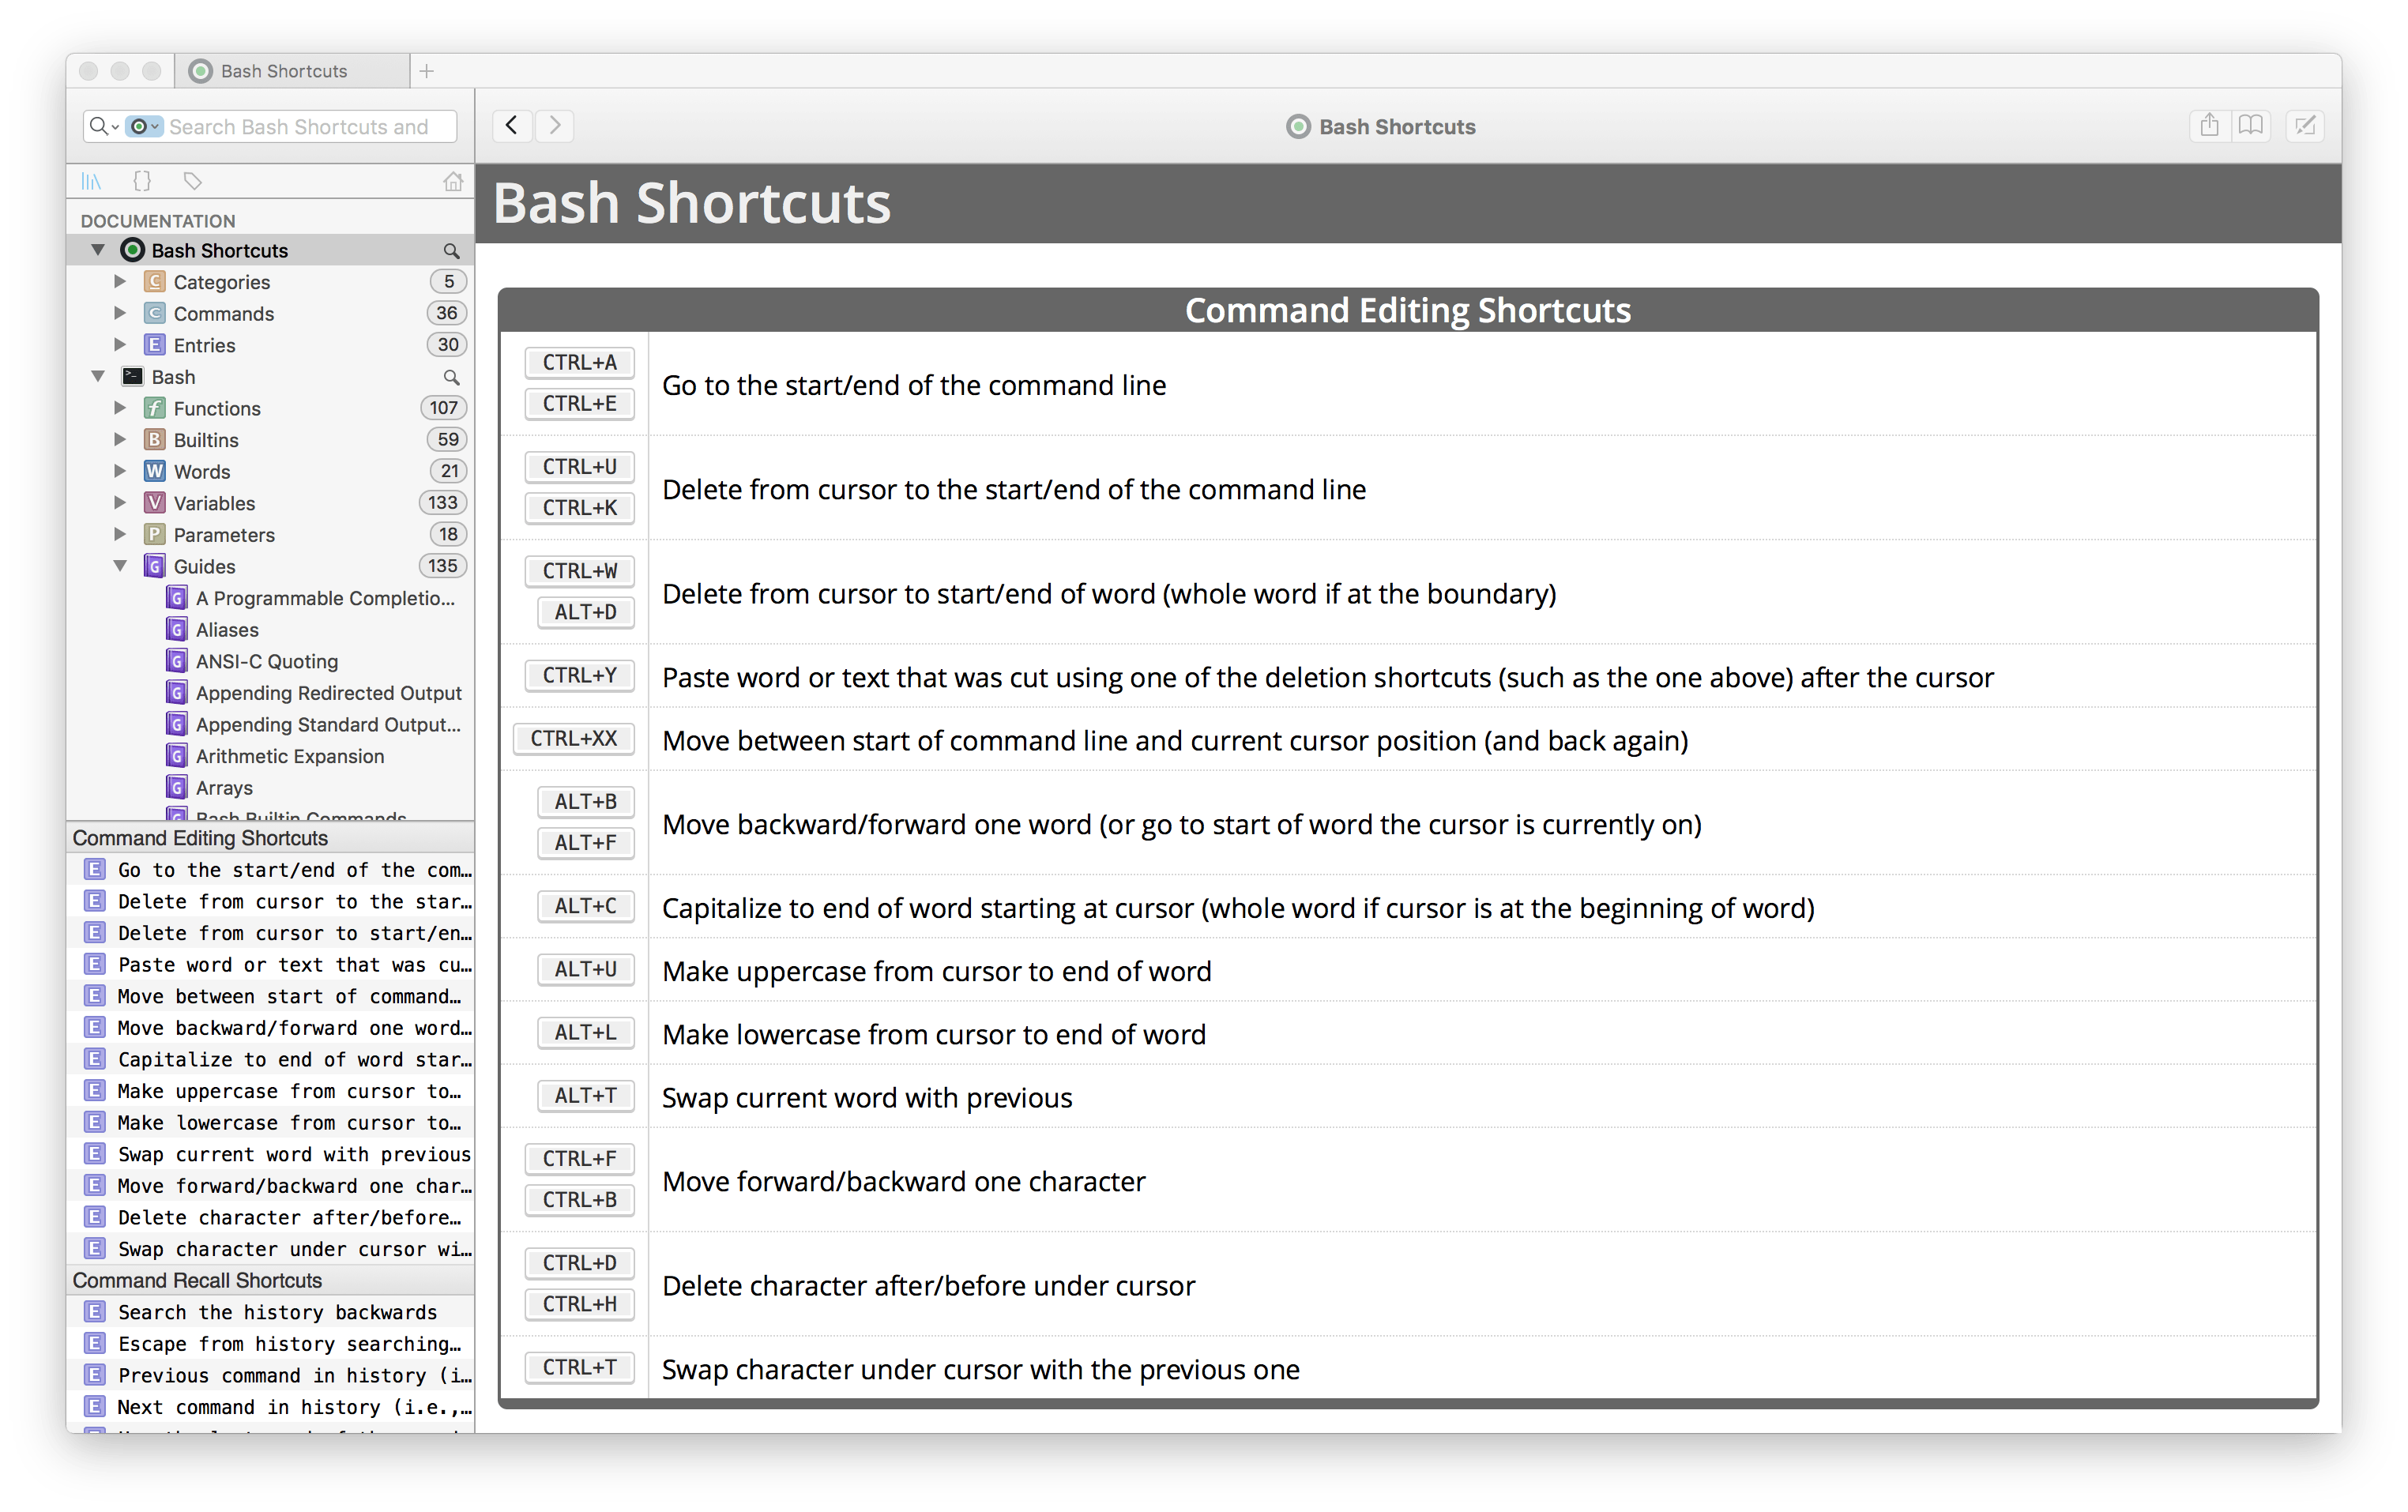 Bash Shortcuts
Search Bash Shortcuts and
Bash Shortcuts
DOCUMENTATION
Bash Shortcuts
Categories 5
Commands 36
Entries 30
Bash
Functions 107
Builtins 59
Words 21
Variables 133
Parameters 18
Guides 135
A Programmable Completio...
Aliases
ANSI-C Quoting
Appending Redirected Output
Appending Standard Output...
Arithmetic Expansion
Arrays
Bash Builtin Commands
Command Editing Shortcuts
Go to the start/end of the com...
Delete from cursor to the star...
Delete from cursor to start/en...
Paste word or text that was cu...
Move between start of command...
Move backward/forward one word...
Capitalize to end of word star...
Make uppercase from cursor to...
Make lowercase from cursor to...
Swap current word with previous
Move forward/backward one char...
Delete character after/before...
Swap character under cursor wi...
Command Recall Shortcuts
Search the history backwards
Escape from history searching...
Previous command in history (i...
Next command in history (i.e.,...
Bash Shortcuts
Command Editing Shortcuts
CTRL+A
CTRL+E
Go to the start/end of the command line
CTRL+U
CTRL+K
Delete from cursor to the start/end of the command line
CTRL+W
ALT+D
Delete from cursor to start/end of word (whole word if at the boundary)
CTRL+Y
Paste word or text that was cut using one of the deletion shortcuts (such as the one above) after the cursor
CTRL+XX
Move between start of command line and current cursor position (and back again)
ALT+B
ALT+F
Move backward/forward one word (or go to start of word the cursor is currently on)
ALT+C
Capitalize to end of word starting at cursor (whole word if cursor is at the beginning of word)
ALT+U
Make uppercase from cursor to end of word
ALT+L
Make lowercase from cursor to end of word
ALT+T
Swap current word with previous
CTRL+F
CTRL+B
Move forward/backward one character
CTRL+D
CTRL+H
Delete character after/before under cursor
CTRL+T
Swap character under cursor with the previous one